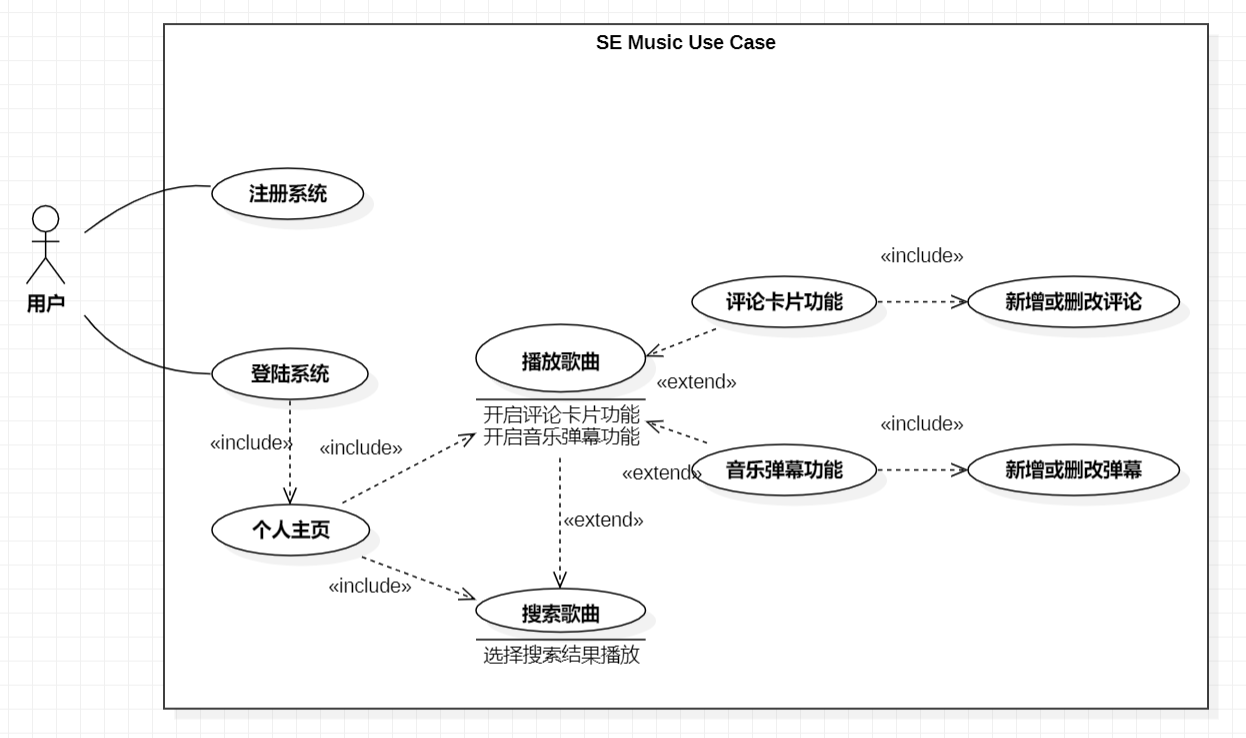 SE Music Use Case
注册系统
用户
登陆系统
«include»
«include»
个人主页
«include»
播放歌曲
开启评论卡片功能
开启音乐弹幕功能
«extend»
搜索歌曲
选择搜索结果播放
«extend»
«extend»
评论卡片功能
«include»
新增或删改评论
音乐弹幕功能
«include»
新增或删改弹幕